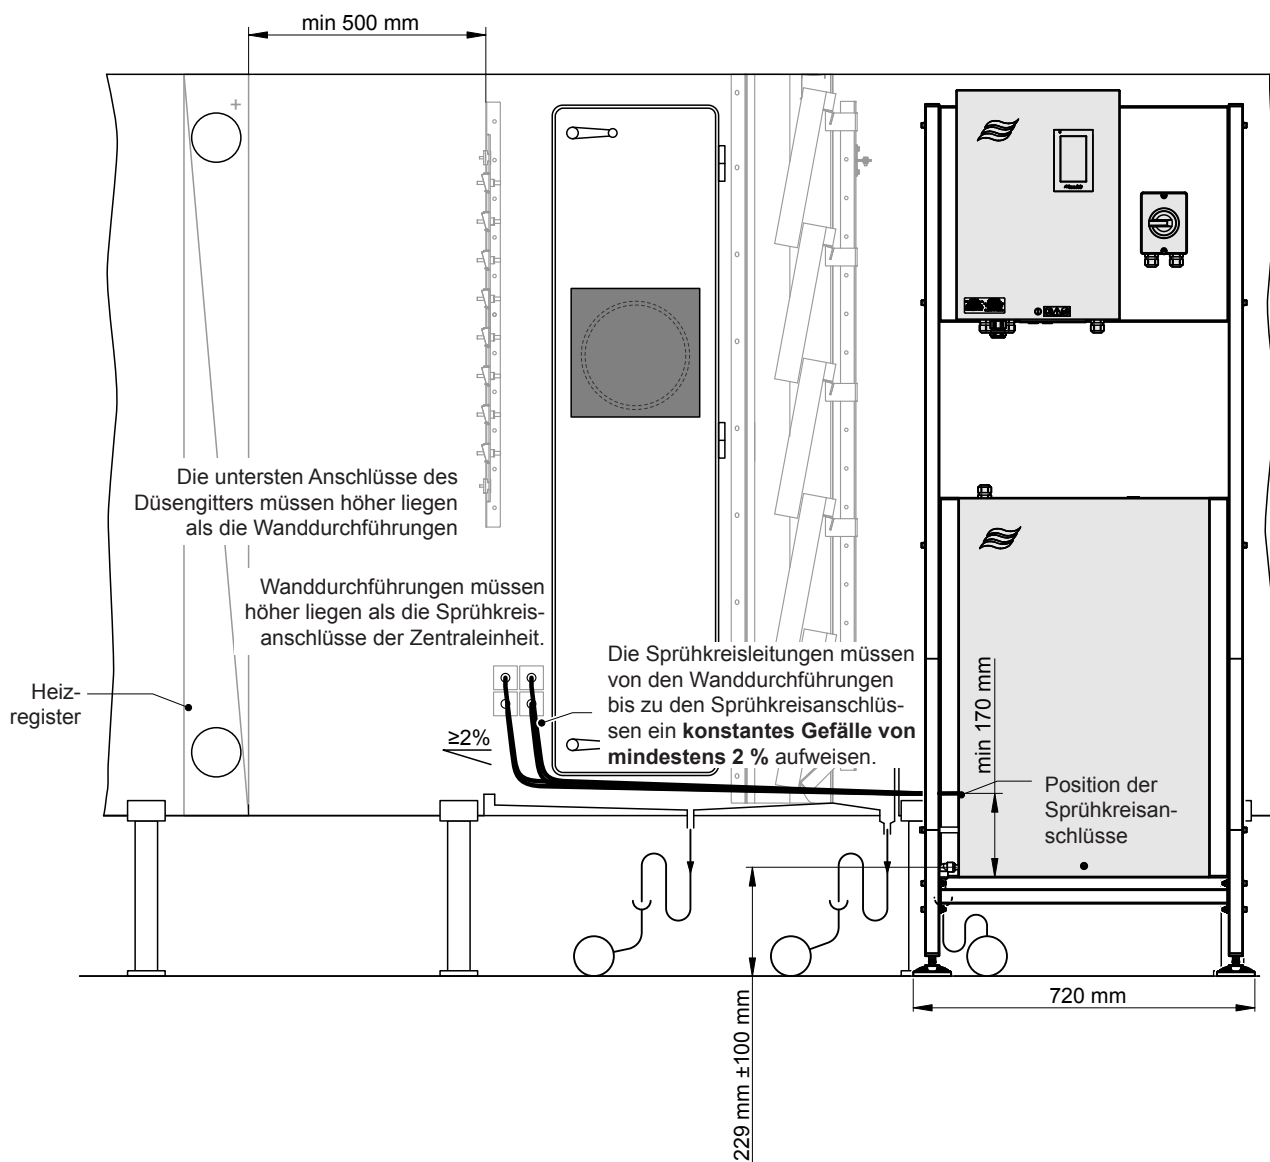 min 500 mm
+
Die untersten Anschlüsse des
Düsengitters müssen höher liegen
als die Wanddurchführungen
Wanddurchführungen müssen
höher liegen als die Sprühkreis-
anschlüsse der Zentraleinheit.
Die Sprühkreisleitungen müssen
von den Wanddurchführungen
bis zu den Sprühkreisanschlüs-
sen ein konstantes Gefälle von
mindestens 2 % aufweisen.
Heiz-
register
≥2%
min 170 mm
Position der
Sprühkreisan-
schlüsse
720 mm
229 mm ±100 mm